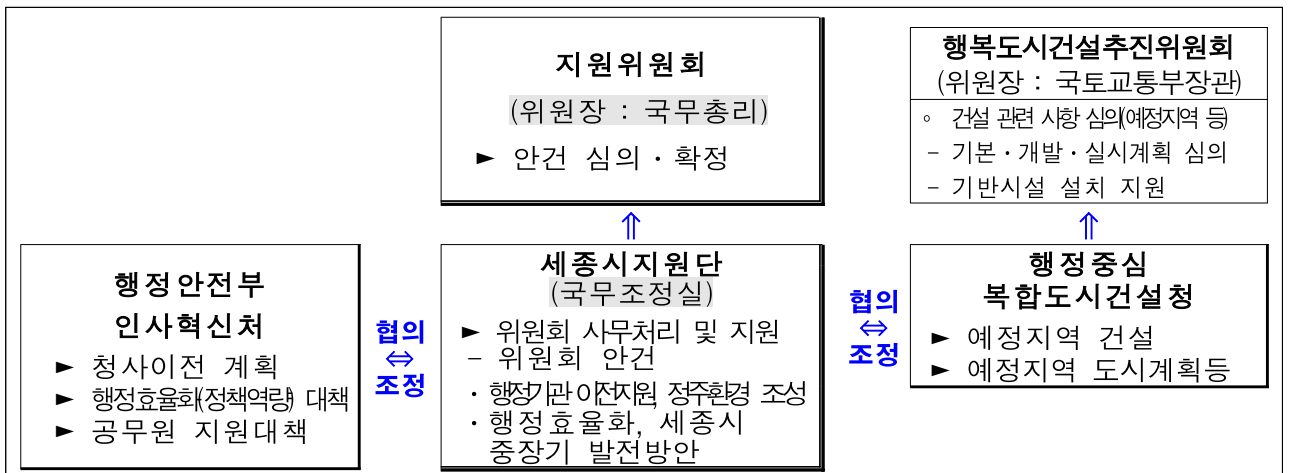 지원위원회
(위원장 : 국무총리)
► 안건 심의·확정
행복도시건설추진위원회
(위원장 : 국토교통부장관)
◦ 건설 관련 사항 심의(예정지역 등)
- 기본·개발·실시계획 심의
- 기반시설 설치 지원
⇑
⇑
행정안전부
인사혁신처
► 청사이전 계획
► 행정효율화(정책역량) 대책
► 공무원 지원대책
협의
⇔
조정
세종시지원단
(국무조정실)
► 위원회 사무처리 및 지원
- 위원회 안건
· 행정기관 이전지원, 정주환경 조성
· 행정효율화, 세종시
중장기 발전방안
협의
⇔
조정
행정중심
복합도시건설청
► 예정지역 건설
► 예정지역 도시계획등